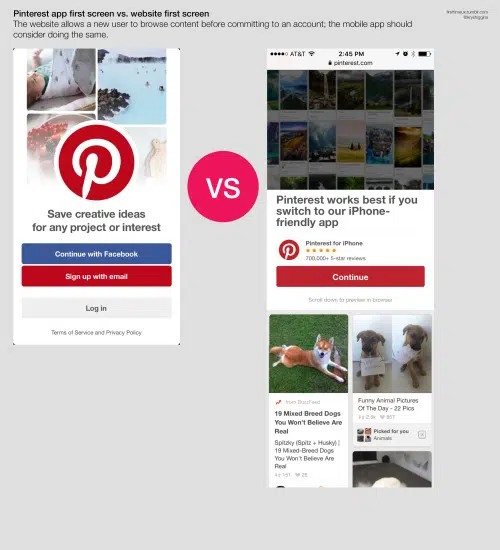 Pinterest app first screen vs. website first screen
The website allows a new user to browse content before committing to an account; the mobile app should
consider doing the same.
Save creative ideas
for any project or interest
Continue with Facebook
Sign up with email
Log in
Terms of Service and Privacy Policy
VS
AT&T
2:45 PM
pinterest.com
Pinterest works best if you
switch to our iPhone-
friendly app
Pinterest for iPhone
700,000+ 5-star reviews
Continue
Scroll down to preview in browser
from BuzzFeed
19 Mixed Breed Dogs
You Won't Believe Are
Real
Spitzky (Spitz + Husky) |
19 Mixed-Breed Dogs
You Won't Believe Are
Real
Funny Animal Pictures
Of The Day - 22 Pics
Picked for you
Animals